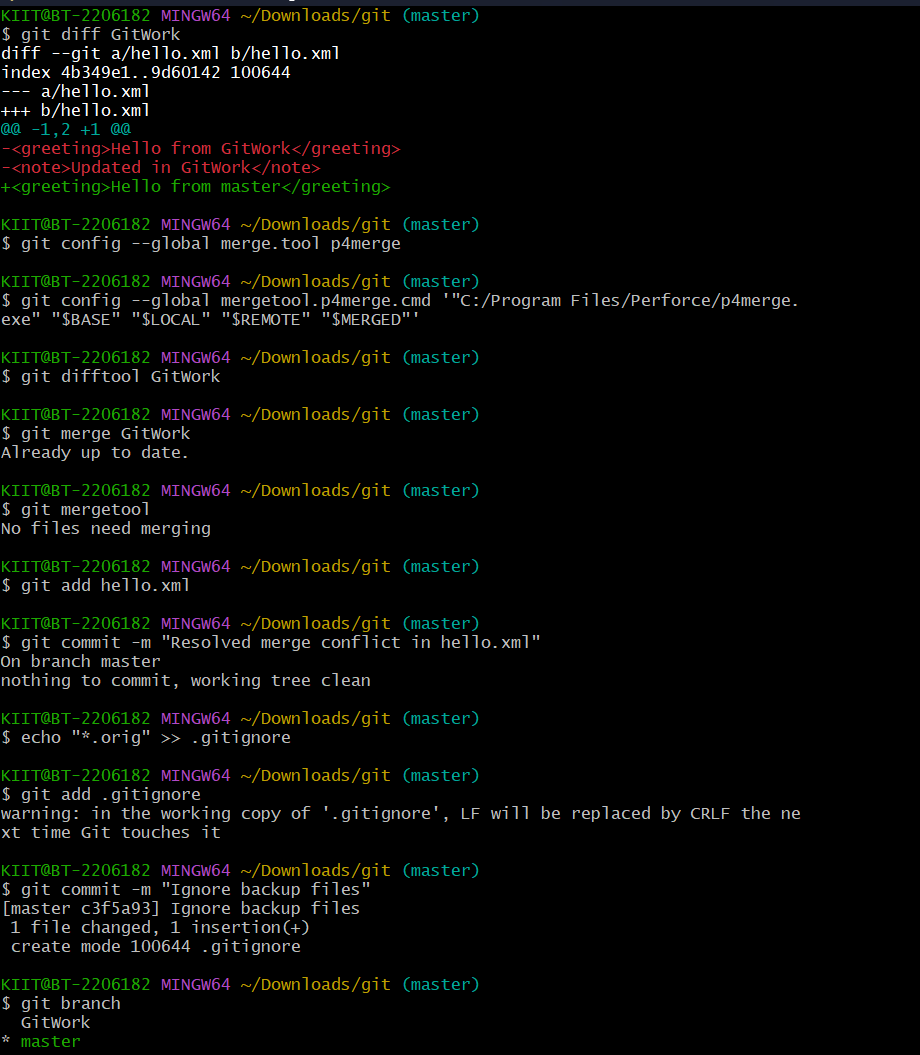 KIIT@BT-2206182 MINGW64 ~/Downloads/git (master)
$ git diff GitWork
diff --git a/hello.xml b/hello.xml
index 4b349e1..9d60142 100644
--- a/hello.xml
+++ b/hello.xml
@@ -1,2 +1 @@
-<greeting>Hello from GitWork</greeting>
-<note>Updated in GitWork</note>
+<greeting>Hello from master</greeting>

KIIT@BT-2206182 MINGW64 ~/Downloads/git (master)
$ git config --global merge.tool p4merge

KIIT@BT-2206182 MINGW64 ~/Downloads/git (master)
$ git config --global mergetool.p4merge.cmd '"C:/Program Files/Perforce/p4merge.
exe" "$BASE" "$LOCAL" "$REMOTE" "$MERGED"'

KIIT@BT-2206182 MINGW64 ~/Downloads/git (master)
$ git difftool GitWork

KIIT@BT-2206182 MINGW64 ~/Downloads/git (master)
$ git merge GitWork
Already up to date.

KIIT@BT-2206182 MINGW64 ~/Downloads/git (master)
$ git mergetool
No files need merging

KIIT@BT-2206182 MINGW64 ~/Downloads/git (master)
$ git add hello.xml

KIIT@BT-2206182 MINGW64 ~/Downloads/git (master)
$ git commit -m "Resolved merge conflict in hello.xml"
On branch master
nothing to commit, working tree clean

KIIT@BT-2206182 MINGW64 ~/Downloads/git (master)
$ echo "*.orig" >> .gitignore

KIIT@BT-2206182 MINGW64 ~/Downloads/git (master)
$ git add .gitignore
warning: in the working copy of '.gitignore', LF will be replaced by CRLF the ne
xt time Git touches it

KIIT@BT-2206182 MINGW64 ~/Downloads/git (master)
$ git commit -m "Ignore backup files"
[master c3f5a93] Ignore backup files
 1 file changed, 1 insertion(+)
 create mode 100644 .gitignore

KIIT@BT-2206182 MINGW64 ~/Downloads/git (master)
$ git branch
  GitWork
* master